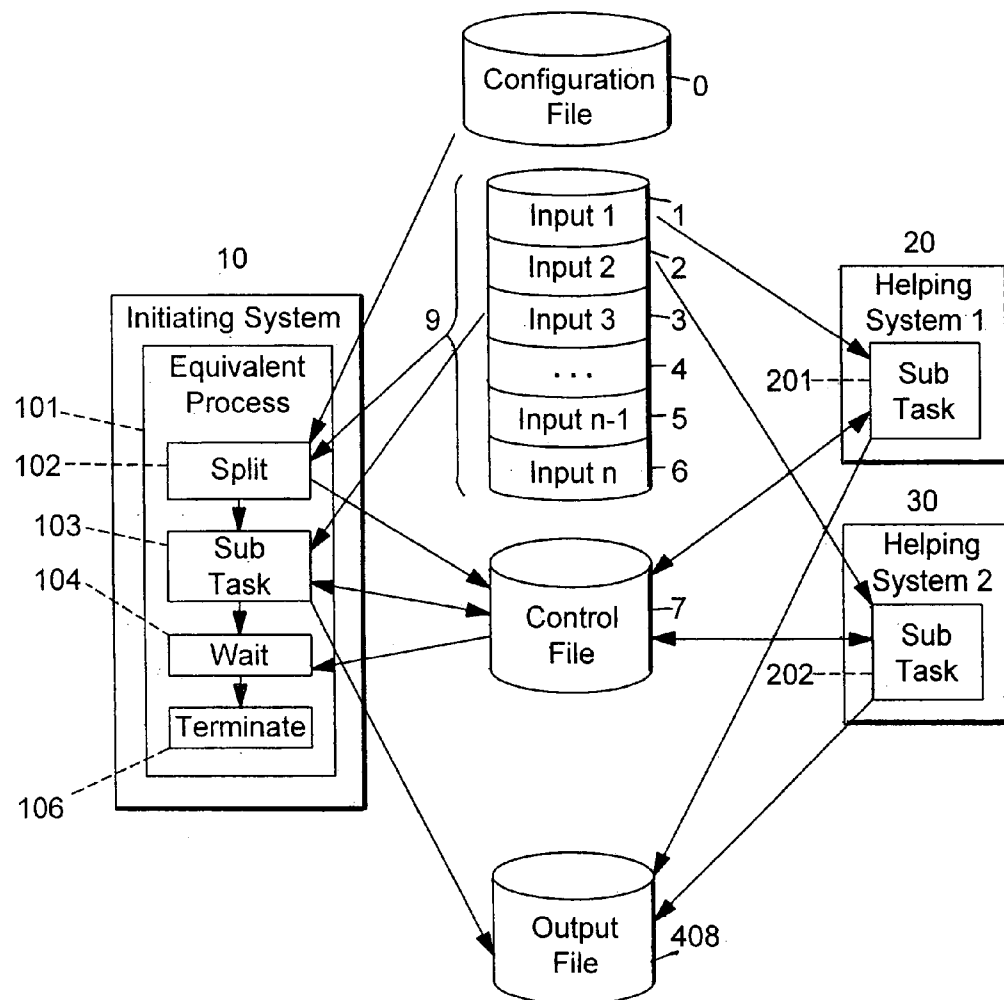 Configuration
File
0
Input 1
1
Input 2
2
Input 3
3
. . .
4
Input n-1
5
Input n
6
9
10
Initiating System
Equivalent
Process
101
Split
102
Sub
Task
103
Wait
104
Terminate
106
20
Helping
System 1
Sub
Task
201
30
Helping
System 2
Sub
Task
202
Control
File
7
Output
File
408